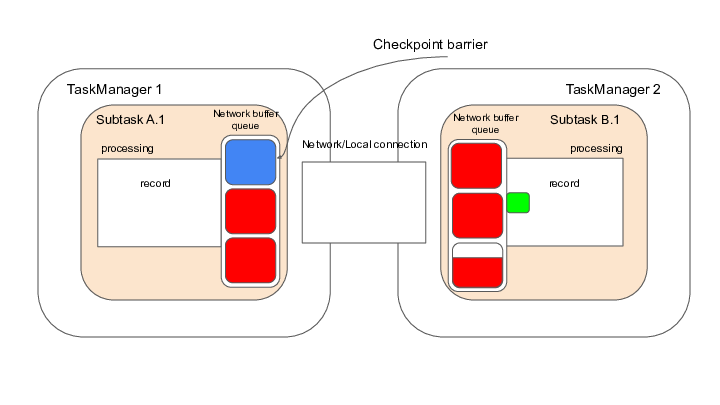 Checkpoint barrier
TaskManager 1
TaskManager 2
Subtask A.1
Network buffer
queue
Network buffer
queue
Subtask B.1
processing
Network/Local connection
processing
record
record